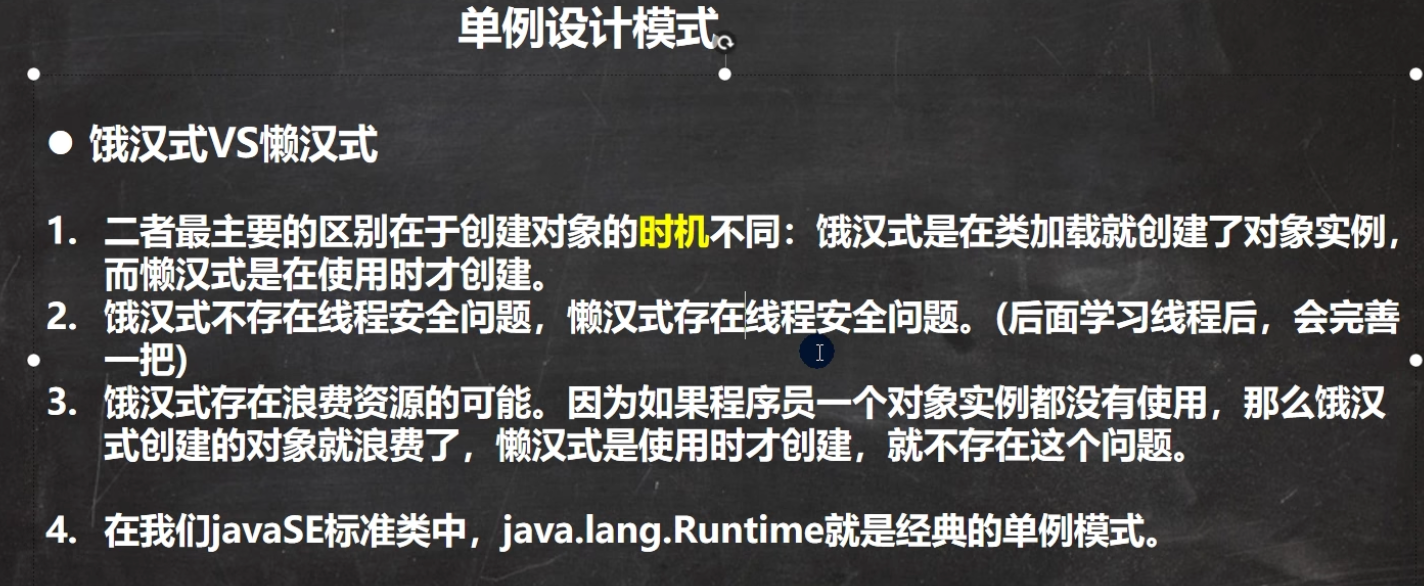 单例设计模式
● 饿汉式VS懒汉式
1. 二者最主要的区别在于创建对象的时机不同：饿汉式是在类加载就创建了对象实例，
而懒汉式是在使用时才创建。
2. 饿汉式不存在线程安全问题，懒汉式存在线程安全问题。(后面学习线程后，会完善
一把)
3. 饿汉式存在浪费资源的可能。因为如果程序员一个对象实例都没有使用，那么饿汉
式创建的对象就浪费了，懒汉式是使用时才创建，就不存在这个问题。
4. 在我们javaSE标准类中，java.lang.Runtime就是经典的单例模式。